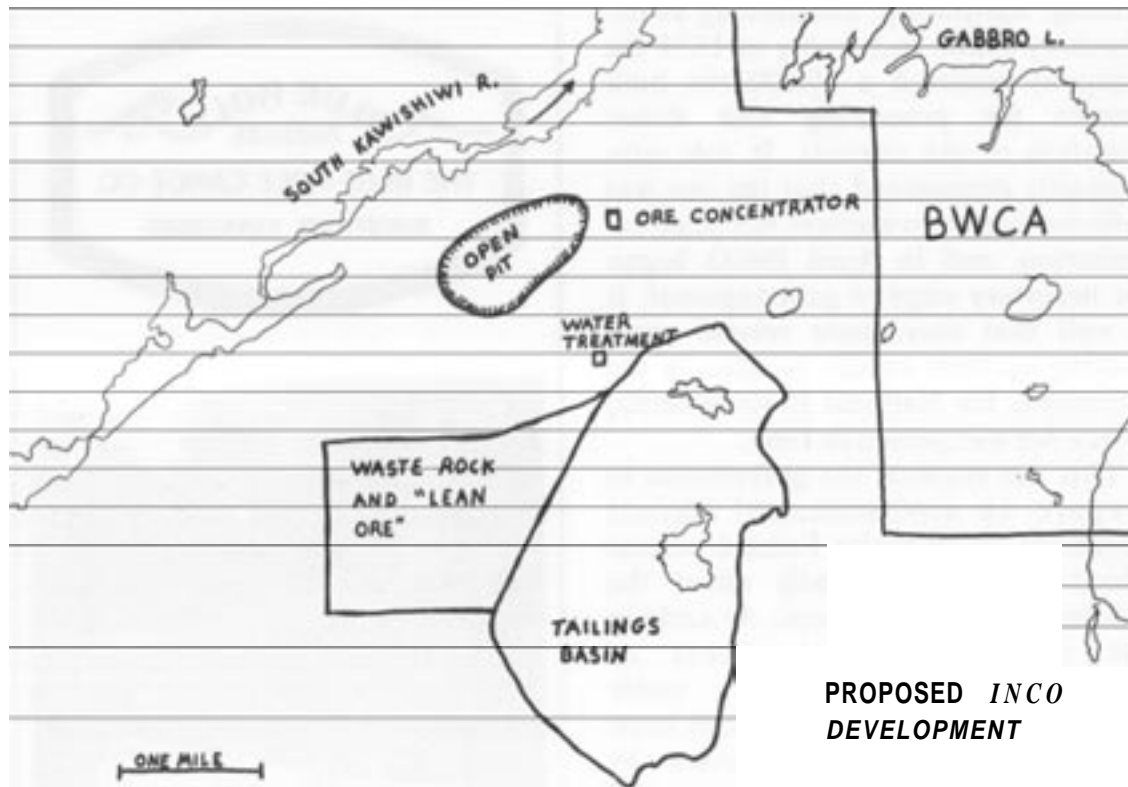 GABBRO L.
SOUTH KAWISHIWI R.
ORE CONCENTRATOR
BWCA
OPEN
PIT
WATER
TREATMENT
WASTE ROCK
AND "LEAN
ORE"
TAILINGS
BASIN
PROPOSED INCO
DEVELOPMENT
ONE MILE